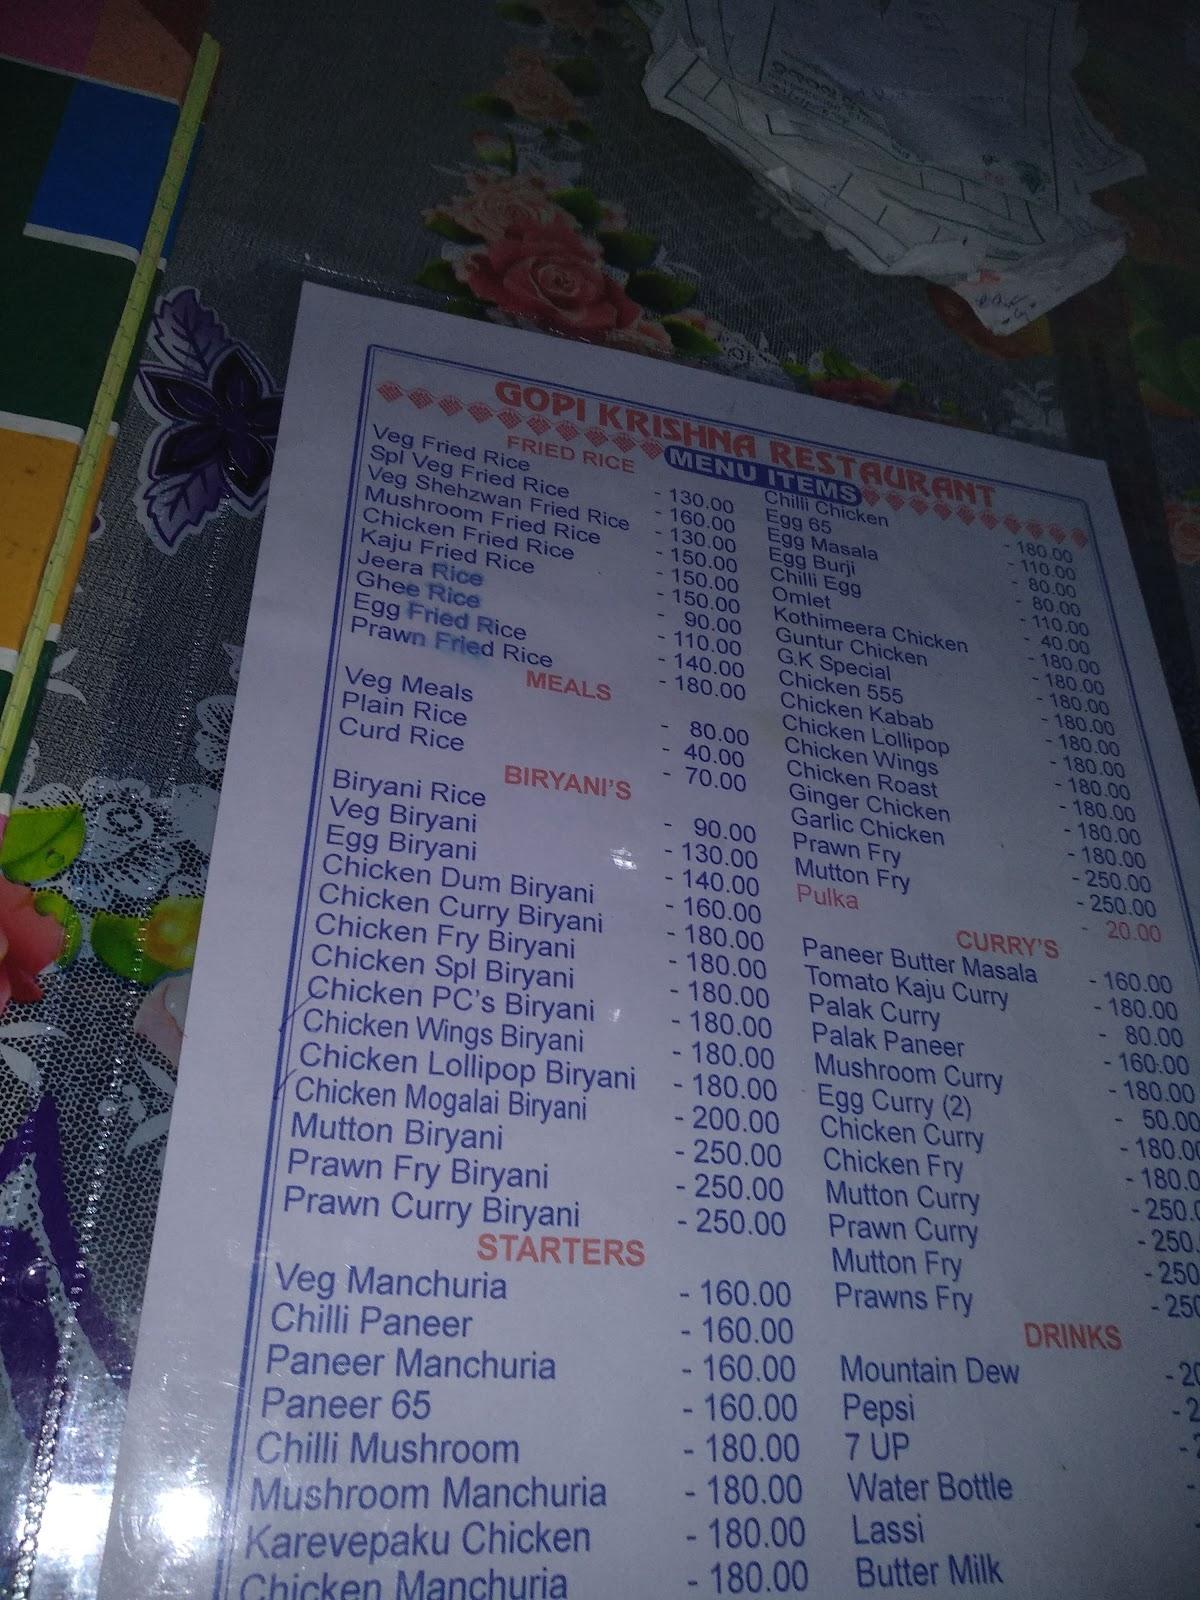 GOPI KRISHNA RESTAURANT
MENU ITEMS
FRIED RICE
Veg Fried Rice - 130.00
Spl Veg Fried Rice - 160.00
Veg Shehzwan Fried Rice - 130.00
Mushroom Fried Rice - 150.00
Chicken Fried Rice - 150.00
Kaju Fried Rice - 150.00
Jeera Rice - 90.00
Ghee Rice - 110.00
Egg Fried Rice - 140.00
Prawn Fried Rice - 180.00
MEALS
Veg Meals - 80.00
Plain Rice - 40.00
Curd Rice - 70.00
BIRYANI'S
Biryani Rice - 90.00
Veg Biryani - 130.00
Egg Biryani - 140.00
Chicken Dum Biryani - 160.00
Chicken Curry Biryani - 180.00
Chicken Fry Biryani - 180.00
Chicken Spl Biryani - 180.00
Chicken PC's Biryani - 180.00
Chicken Wings Biryani - 180.00
Chicken Lollipop Biryani - 180.00
Chicken Mogalai Biryani - 200.00
Mutton Biryani - 250.00
Prawn Fry Biryani - 250.00
Prawn Curry Biryani - 250.00
STARTERS
Veg Manchuria - 160.00
Chilli Paneer - 160.00
Paneer Manchuria - 160.00
Paneer 65 - 160.00
Chilli Mushroom - 180.00
Mushroom Manchuria - 180.00
Karevepaku Chicken - 180.00
Chicken Manchuria - 180.00
Chilli Chicken - 180.00
Egg 65 - 110.00
Egg Masala - 80.00
Egg Burji - 80.00
Chilli Egg - 110.00
Omlet - 40.00
Kothimeera Chicken - 180.00
Guntur Chicken - 180.00
G.K Special - 180.00
Chicken 555 - 180.00
Chicken Kabab - 180.00
Chicken Lollipop - 180.00
Chicken Wings - 180.00
Chicken Roast - 180.00
Ginger Chicken - 180.00
Garlic Chicken - 180.00
Prawn Fry - 250.00
Mutton Fry - 250.00
Pulka - 20.00
CURRY'S
Paneer Butter Masala - 160.00
Tomato Kaju Curry - 180.00
Palak Curry - 80.00
Palak Paneer - 160.00
Mushroom Curry - 180.00
Egg Curry (2) - 50.00
Chicken Curry - 180.0
Chicken Fry - 180.0
Mutton Curry - 250.
Prawn Curry - 250.
Mutton Fry - 250
Prawns Fry - 250
DRINKS
Mountain Dew - 20
Pepsi - 2
7 UP -
Water Bottle -
Lassi
Butter Milk